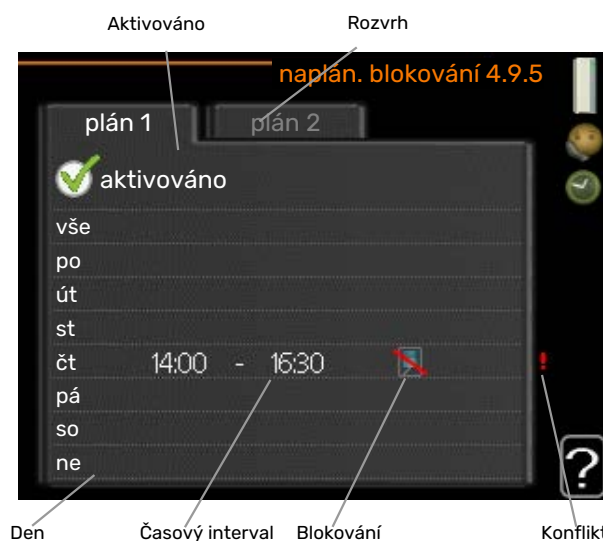 Aktivováno Rozvrh
naplán. blokování 4.9.5
plán 1 plán 2
aktivováno
vše
po
út
st
čt 14:00 - 16:30 !
pá
so
ne
?
Den Časový interval Blokování Konflikt